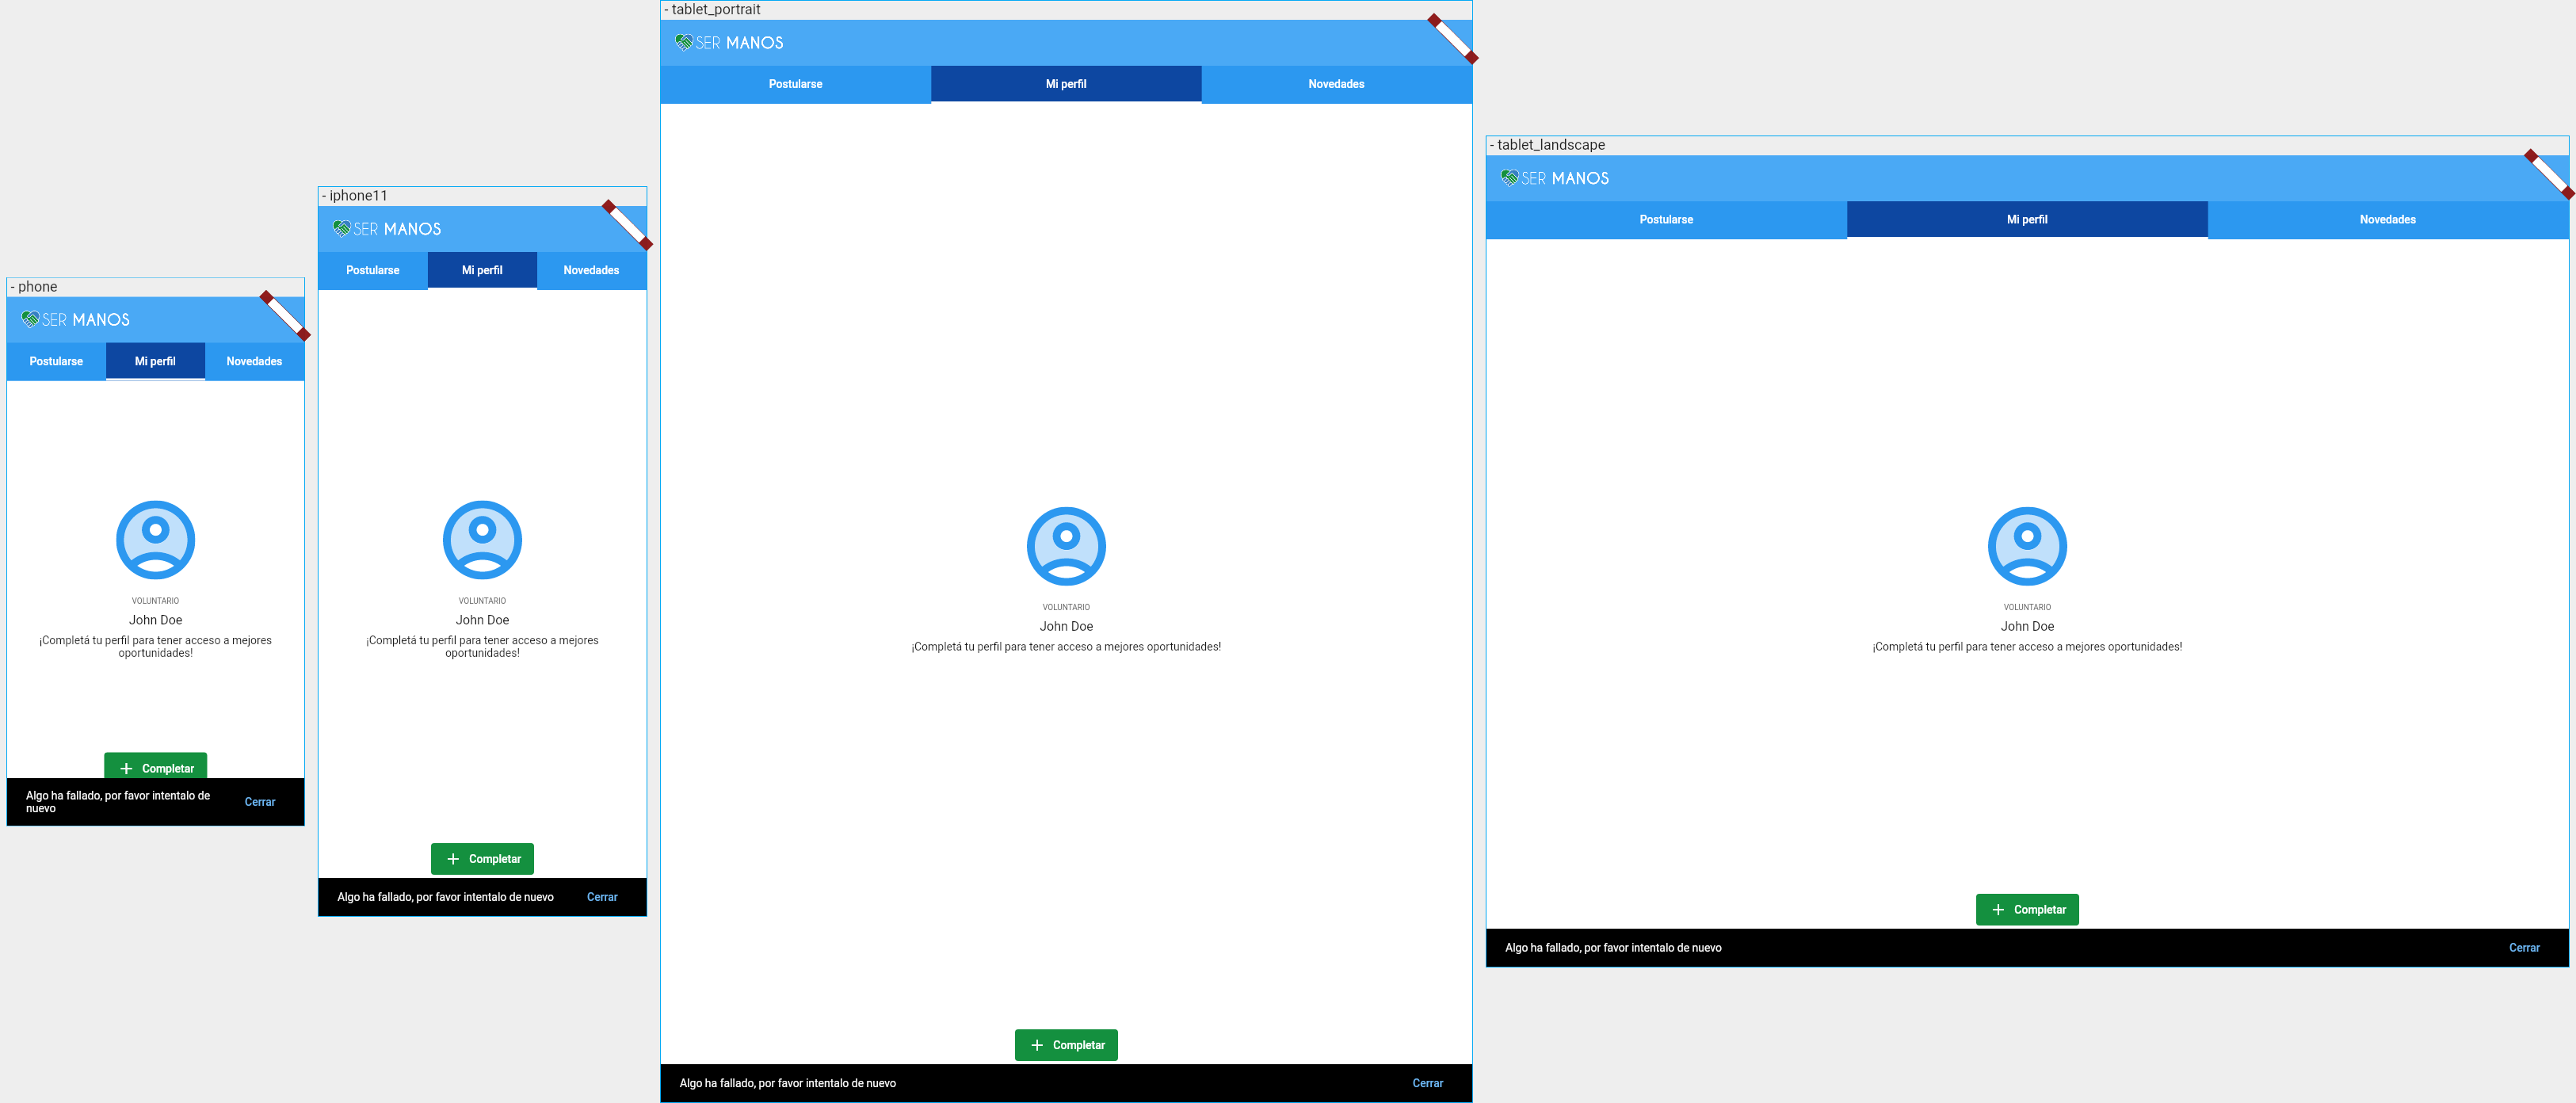 - phone
SER MANOS
Postularse Mi perfil Novedades
VOLUNTARIO
John Doe
¡Completá tu perfil para tener acceso a mejores
oportunidades!
Completar
Algo ha fallado, por favor intentalo de
nuevo
Cerrar
- iphone11
SER MANOS
Postularse Mi perfil Novedades
VOLUNTARIO
John Doe
¡Completá tu perfil para tener acceso a mejores
oportunidades!
Completar
Algo ha fallado, por favor intentalo de nuevo Cerrar
- tablet_portrait
SER MANOS
Postularse Mi perfil Novedades
VOLUNTARIO
John Doe
¡Completá tu perfil para tener acceso a mejores oportunidades!
Completar
Algo ha fallado, por favor intentalo de nuevo Cerrar
- tablet_landscape
SER MANOS
Postularse Mi perfil Novedades
VOLUNTARIO
John Doe
¡Completá tu perfil para tener acceso a mejores oportunidades!
Completar
Algo ha fallado, por favor intentalo de nuevo Cerrar